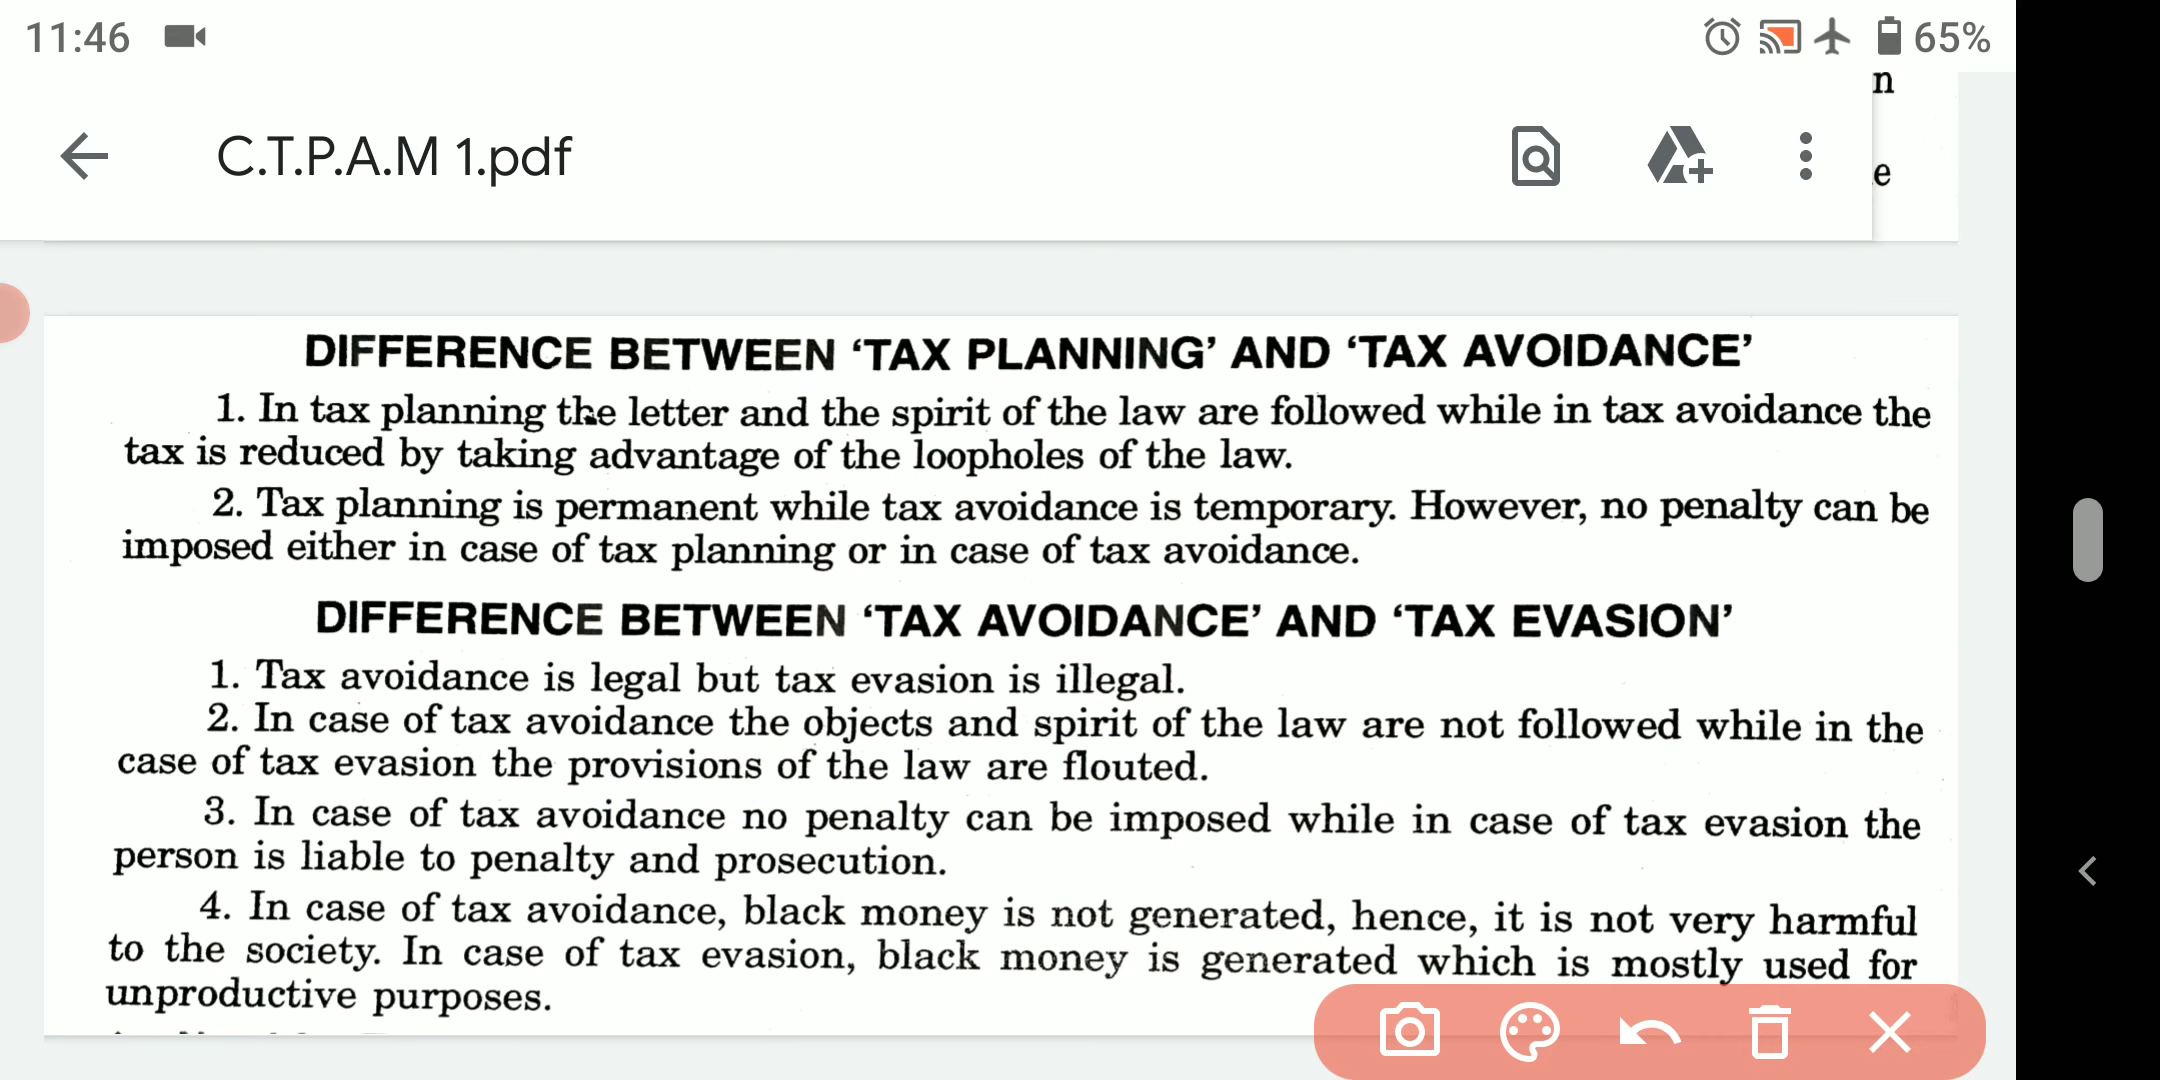 11:46
65%
n
C.T.P.A.M 1.pdf
e
DIFFERENCE BETWEEN ‘TAX PLANNING’ AND ‘TAX AVOIDANCE’
1. In tax planning the letter and the spirit of the law are followed while in tax avoidance the
tax is reduced by taking advantage of the loopholes of the law.
2. Tax planning is permanent while tax avoidance is temporary. However, no penalty can be
imposed either in case of tax planning or in case of tax avoidance.
DIFFERENCE BETWEEN ‘TAX AVOIDANCE’ AND ‘TAX EVASION’
1. Tax avoidance is legal but tax evasion is illegal.
2. In case of tax avoidance the objects and spirit of the law are not followed while in the
case of tax evasion the provisions of the law are flouted.
3. In case of tax avoidance no penalty can be imposed while in case of tax evasion the
person is liable to penalty and prosecution.
4. In case of tax avoidance, black money is not generated, hence, it is not very harmful
to the society. In case of tax evasion, black money is generated which is mostly used for
unproductive purposes.